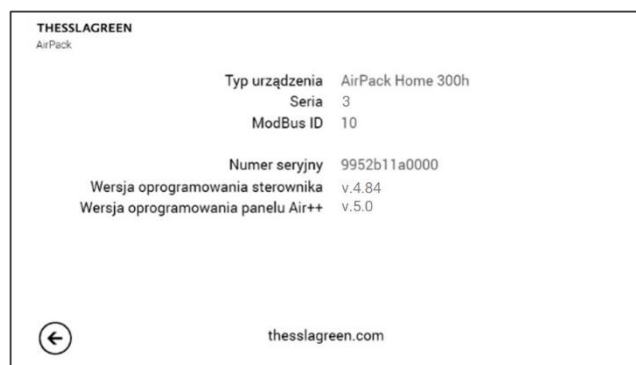 THESSLAGREEN
AirPack
Typ urządzenia AirPack Home 300h
Seria 3
ModBus ID 10
Numer seryjny 9952b11a0000
Wersja oprogramowania sterownika v.4.84
Wersja oprogramowania panelu Air++ v.5.0
thesslagreen.com